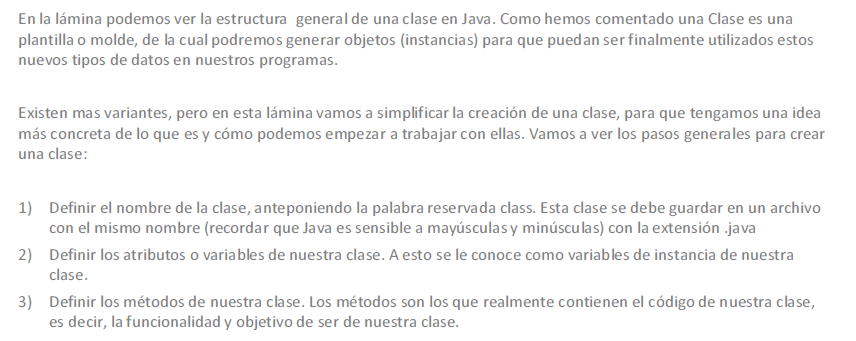 En la lámina podemos ver la estructura general de una clase en Java. Como hemos comentado una Clase es una
plantilla o molde, de la cual podremos generar objetos (instancias) para que puedan ser finalmente utilizados estos
nuevos tipos de datos en nuestros programas.
Existen mas variantes, pero en esta lámina vamos a simplificar la creación de una clase, para que tengamos una idea
más concreta de lo que es y cómo podemos empezar a trabajar con ellas. Vamos a ver los pasos generales para crear
una clase:
1) Definir el nombre de la clase, anteponiendo la palabra reservada class. Esta clase se debe guardar en un archivo
con el mismo nombre (recordar que Java es sensible a mayúsculas y minúsculas) con la extensión .java
2) Definir los atributos o variables de nuestra clase. A esto se le conoce como variables de instancia de nuestra
clase.
3) Definir los métodos de nuestra clase. Los métodos son los que realmente contienen el código de nuestra clase,
es decir, la funcionalidad y objetivo de ser de nuestra clase.